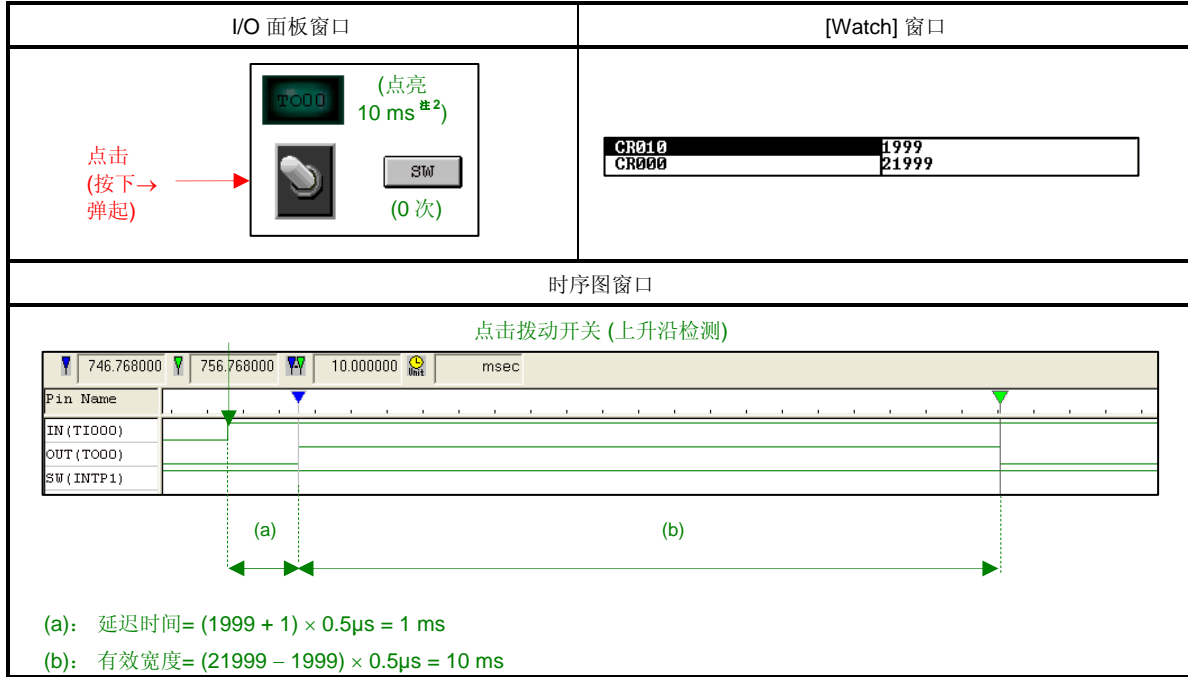 I/O 面板窗口
[Watch] 窗口
TO00
(点亮
10 ms 注2)
点击
(按下→
弹起)
SW
(0 次)
CR010 1999
CR000 21999
时序图窗口
点击拨动开关 (上升沿检测)
746.768000 756.768000 10.000000 Unit msec
Pin Name
IN(TI000)
OUT(TO00)
SW(INTP1)
(a) (b)
(a): 延迟时间= (1999 + 1) × 0.5μs = 1 ms
(b): 有效宽度= (21999 − 1999) × 0.5μs = 10 ms